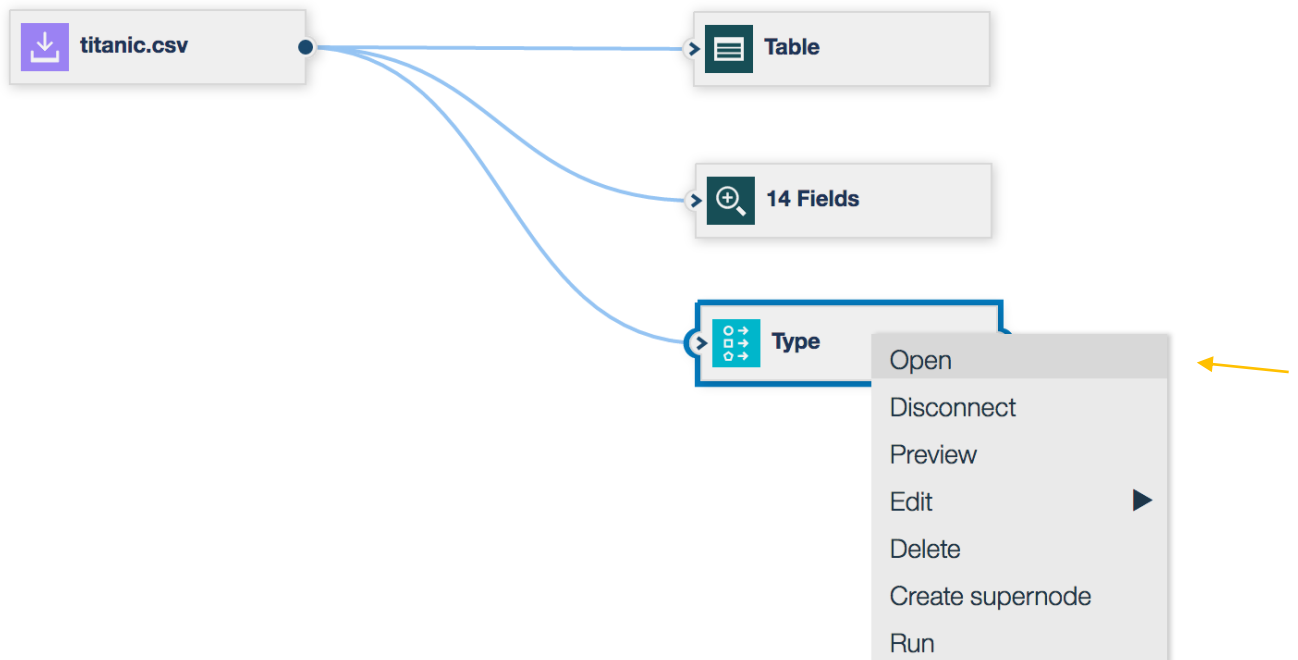 titanic.csv
Table
14 Fields
Type
Open
Disconnect
Preview
Edit
Delete
Create supernode
Run